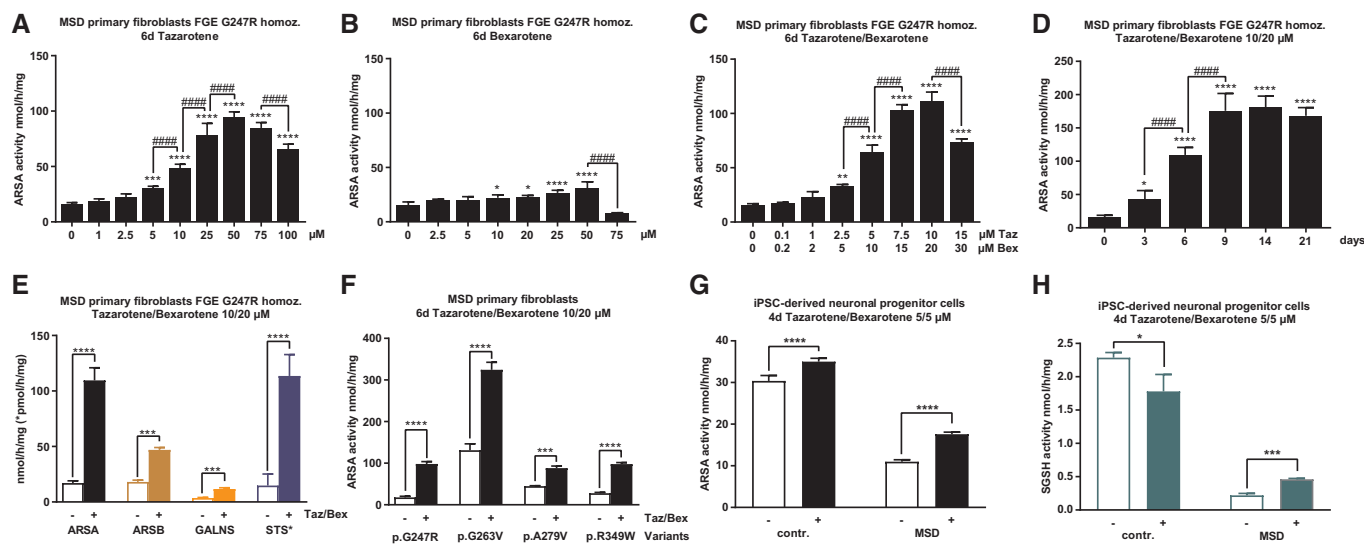 A
MSD primary fibroblasts FGE G247R homoz.
6d Tazarotene
ARSA activity nmol/h/mg
150
100
50
0
#### #### #### ####
*** **** **** **** **** ****
0 1 2.5 5 10 25 50 75 100 µM
B
MSD primary fibroblasts FGE G247R homoz.
6d Bexarotene
ARSA activity nmol/h/mg
150
100
50
0
####
* * **** ****
0 2.5 5 10 20 25 50 75 µM
C
MSD primary fibroblasts FGE G247R homoz.
6d Tazarotene/Bexarotene
ARSA activity nmol/h/mg
150
100
50
0
#### #### ####
** **** **** **** ****
0 0.1 1 2.5 5 7.5 10 15 µM Taz
0 0.2 2 5 10 15 20 30 µM Bex
D
MSD primary fibroblasts FGE G247R homoz.
Tazarotene/Bexarotene 10/20 µM
ARSA activity nmol/h/mg
250
200
150
100
50
0
#### ####
* **** **** **** ****
0 3 6 9 14 21 days
E
MSD primary fibroblasts FGE G247R homoz.
Tazarotene/Bexarotene 10/20 µM
nmol/h/mg (*pmol/h/mg)
150
100
50
0
**** *** *** ****
- + - + - + - + Taz/Bex
ARSA ARSB GALNS STS*
F
MSD primary fibroblasts
6d Tazarotene/Bexarotene 10/20 µM
ARSA activity nmol/h/mg
400
300
200
100
0
**** **** *** ****
- + - + - + - + Taz/Bex
p.G247R p.G263V p.A279V p.R349W Variants
G
iPSC-derived neuronal progenitor cells
4d Tazarotene/Bexarotene 5/5 µM
ARSA activity nmol/h/mg
40
30
20
10
0
**** ****
- + - +
contr. MSD
H
iPSC-derived neuronal progenitor cells
4d Tazarotene/Bexarotene 5/5 µM
SGSH activity nmol/h/mg
2.5
2.0
1.5
1.0
0.5
0.0
* ***
- + - +
contr. MSD